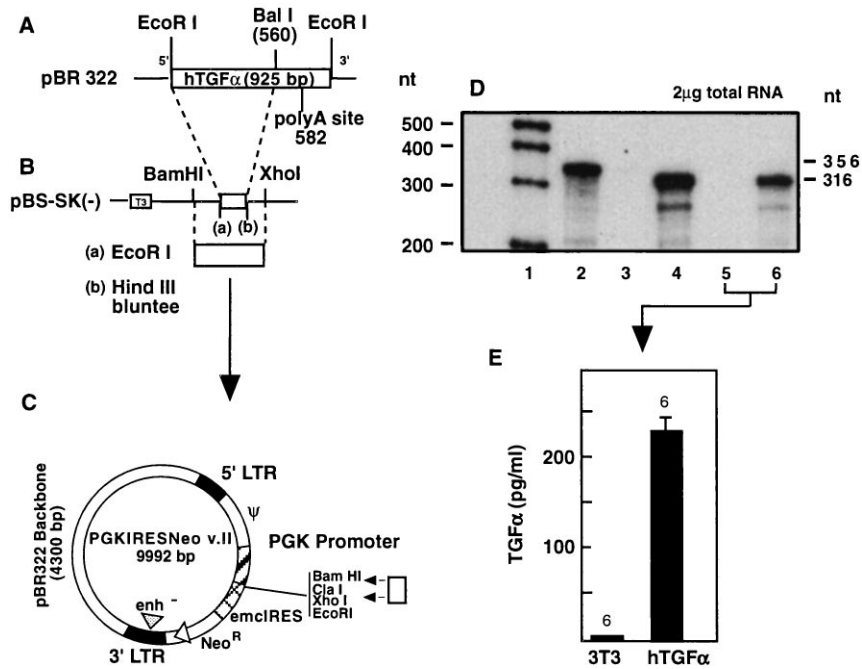 A
EcoR I
Bal I
(560)
EcoR I
5'
3'
pBR 322
hTGFα (925 bp)
polyA site
582
B
BamHI
XhoI
pBS-SK(-)
T3
(a)
(b)
(a) EcoR I
(b) Hind III
bluntee
C
5' LTR
ψ
PGK Promoter
pBR322 Backbone
(4300 bp)
PGKIRESNeo v.II
9992 bp
Bam HI
Cla I
Xho I
EcoRI
enh -
emcIRES
Neo R
3' LTR
D
nt
2μg total RNA
nt
500
400
300
200
356
316
1 2 3 4 5 6
E
TGFα (pg/ml)
200
100
6
6
3T3 hTGFα